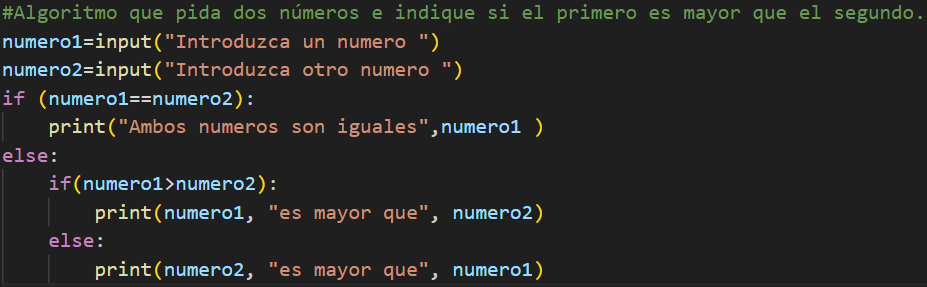 #Algoritmo que pida dos números e indique si el primero es mayor que el segundo.
numero1=input("Introduzca un numero ")
numero2=input("Introduzca otro numero ")
if (numero1==numero2):
    print("Ambos numeros son iguales",numero1 )
else:
    if(numero1>numero2):
        print(numero1, "es mayor que", numero2)
    else:
        print(numero2, "es mayor que", numero1)